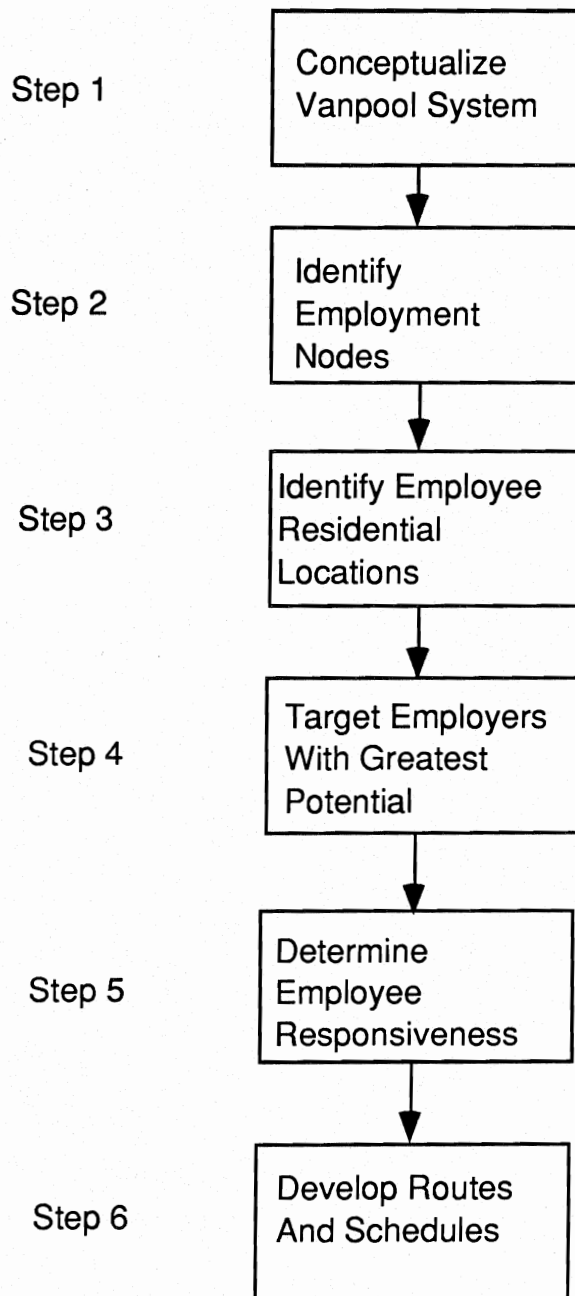 Step 1
Conceptualize
Vanpool System
Step 2
Identify
Employment
Nodes
Step 3
Identify Employee
Residential
Locations
Step 4
Target Employers
With Greatest
Potential
Step 5
Determine
Employee
Responsiveness
Step 6
Develop Routes
And Schedules